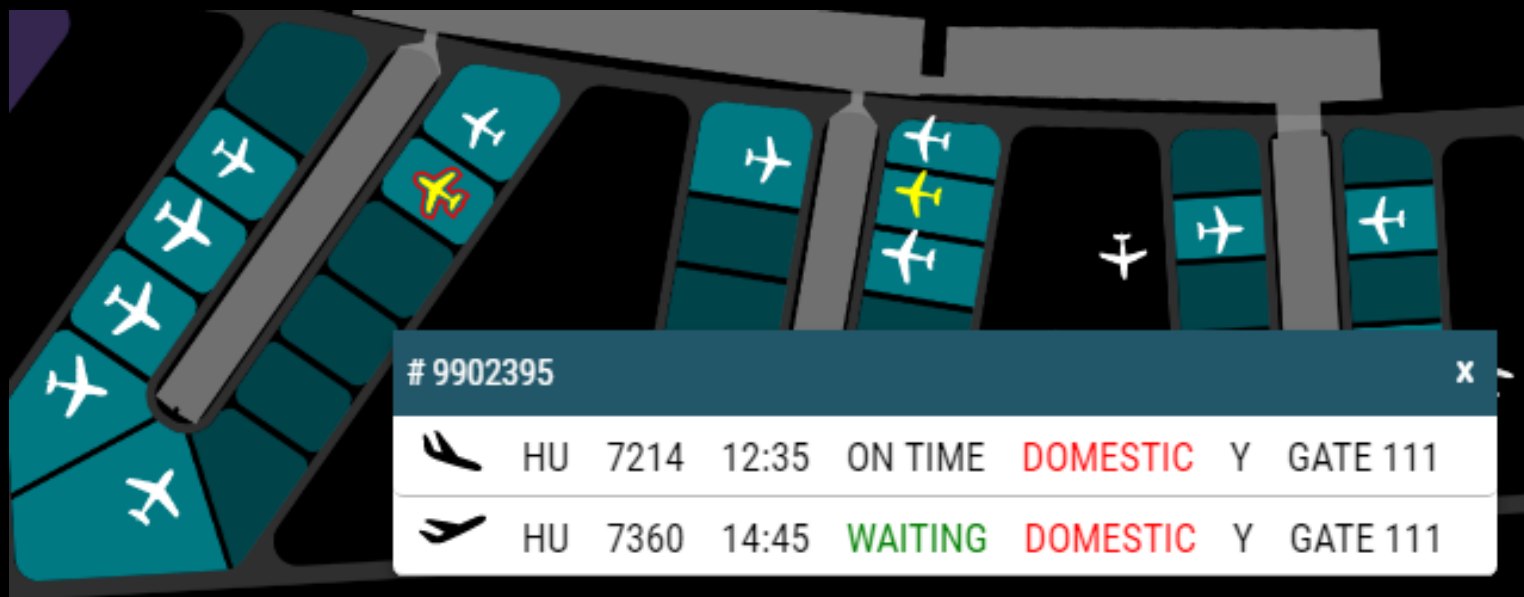 # 9902395 x
HU 7214 12:35 ON TIME DOMESTIC Y GATE 111
HU 7360 14:45 WAITING DOMESTIC Y GATE 111